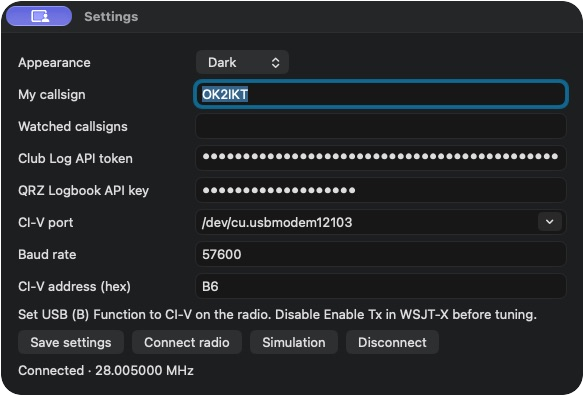 Settings
Appearance Dark
My callsign OK2IKT
Watched callsigns
Club Log API token ••••••••••••••••••••••••••••••••••••••••
QRZ Logbook API key •••••••••••••••••••
CI-V port /dev/cu.usbmodem12103
Baud rate 57600
CI-V address (hex) B6
Set USB (B) Function to CI-V on the radio. Disable Enable Tx in WSJT-X before tuning.
Save settings Connect radio Simulation Disconnect
Connected · 28.005000 MHz